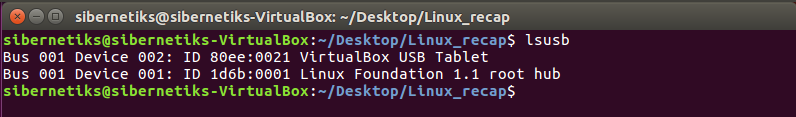 sibernetiks@sibernetiks-VirtualBox: ~/Desktop/Linux_recap
sibernetiks@sibernetiks-VirtualBox:~/Desktop/Linux_recap$ lsusb
Bus 001 Device 002: ID 80ee:0021 VirtualBox USB Tablet
Bus 001 Device 001: ID 1d6b:0001 Linux Foundation 1.1 root hub
sibernetiks@sibernetiks-VirtualBox:~/Desktop/Linux_recap$